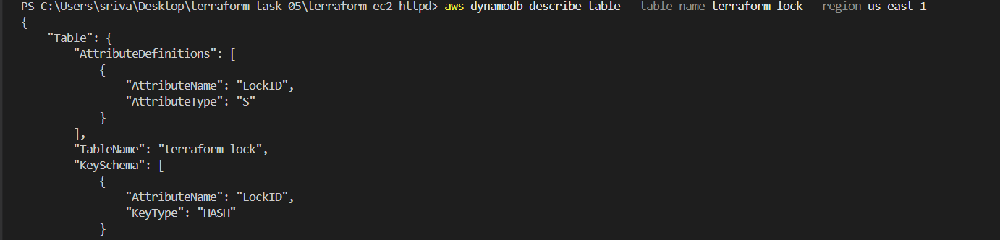 PS C:\Users\sriva\Desktop\terraform-task-05\terraform-ec2-httpd> aws dynamodb describe-table --table-name terraform-lock --region us-east-1
{
    "Table": {
        "AttributeDefinitions": [
            {
                "AttributeName": "LockID",
                "AttributeType": "S"
            }
        ],
        "TableName": "terraform-lock",
        "KeySchema": [
            {
                "AttributeName": "LockID",
                "KeyType": "HASH"
            }